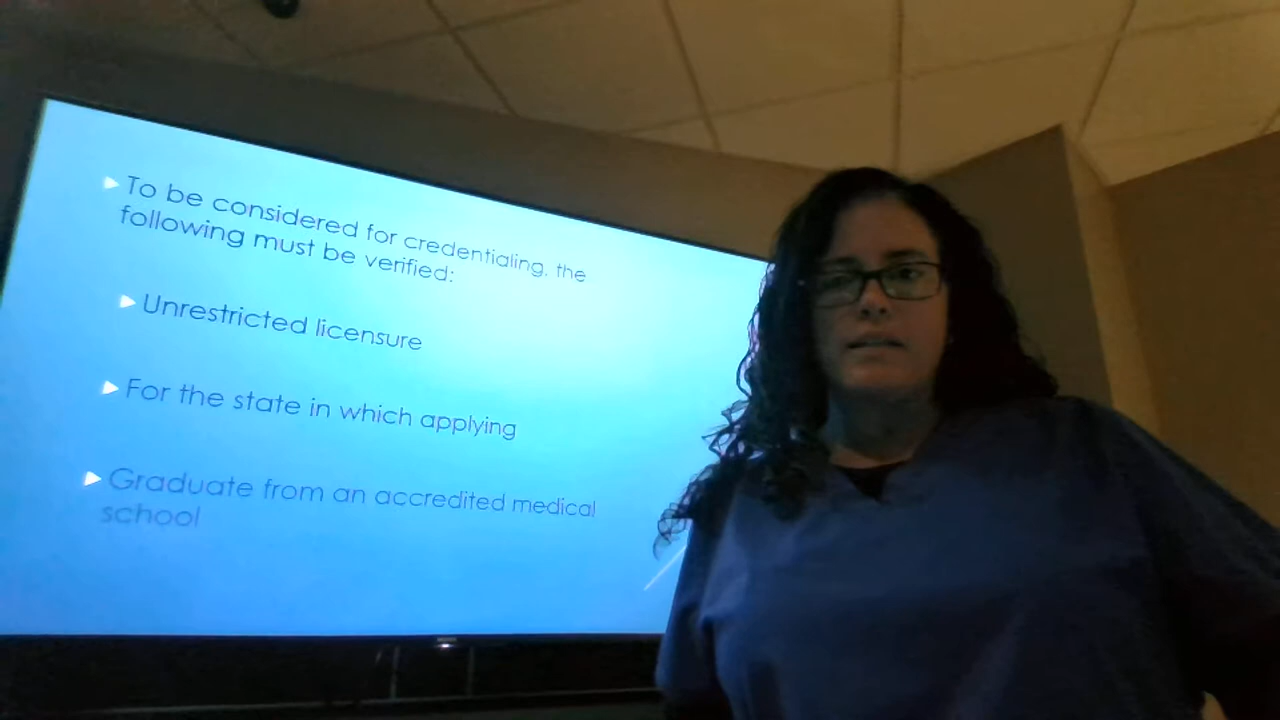 To be considered for credentialing, the
following must be verified:
Unrestricted licensure
For the state in which applying
Graduate from an accredited medical
school